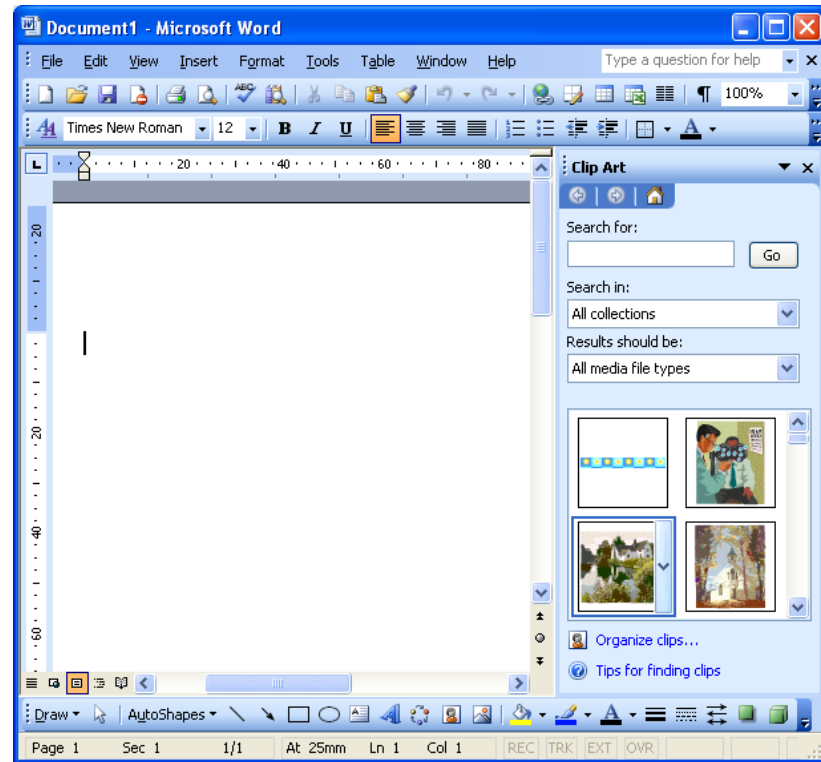 Document1 - Microsoft Word
File Edit View Insert Format Tools Table Window Help Type a question for help
ABC ¶ 100%
A4 Times New Roman 12 B I U A
L 20 40 60 80 Clip Art
Search for:
20
Go
Search in:
All collections
Results should be:
All media file types
20
40
60
Organize clips...
Tips for finding clips
Draw AutoShapes A A A
Page 1 Sec 1 1/1 At 25mm Ln 1 Col 1 REC TRK EXT OVR